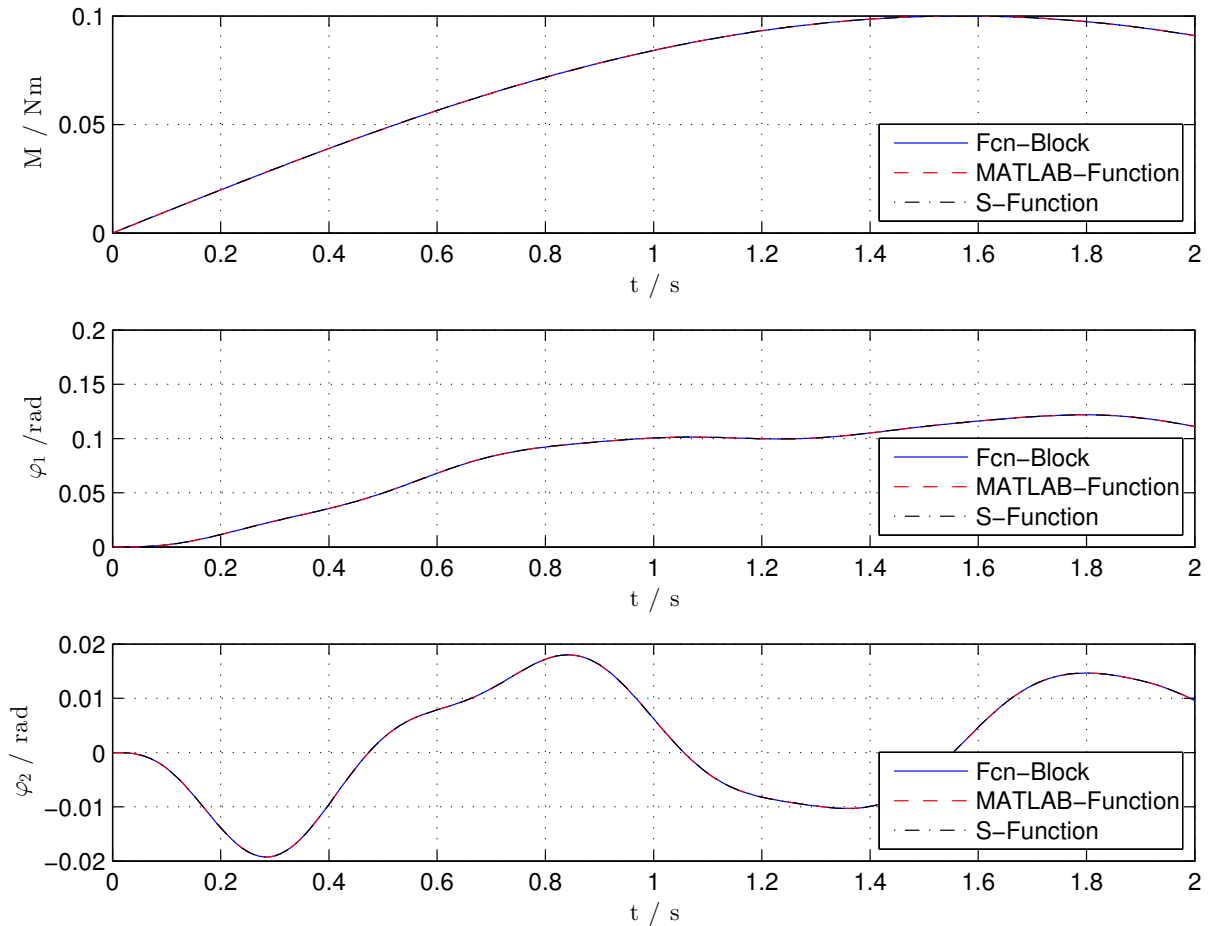 0.1
0.05
0
M / Nm
Fcn−Block
MATLAB−Function
S−Function
0 0.2 0.4 0.6 0.8 1 1.2 1.4 1.6 1.8 2
t / s
0.2
0.15
0.1
0.05
0
φ₁ /rad
Fcn−Block
MATLAB−Function
S−Function
0 0.2 0.4 0.6 0.8 1 1.2 1.4 1.6 1.8 2
t / s
0.02
0.01
0
−0.01
−0.02
φ₂ / rad
Fcn−Block
MATLAB−Function
S−Function
0 0.2 0.4 0.6 0.8 1 1.2 1.4 1.6 1.8 2
t / s